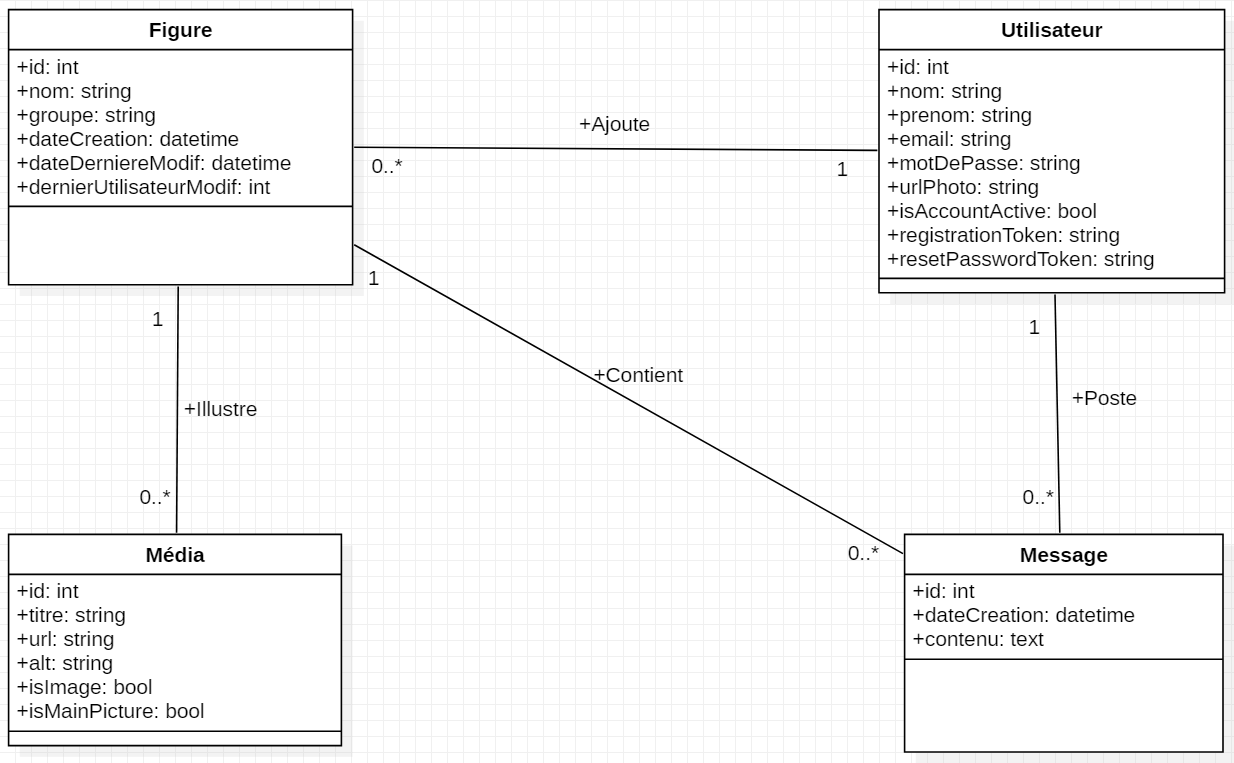 Figure
+id: int
+nom: string
+groupe: string
+dateCreation: datetime
+dateDerniereModif: datetime
+dernierUtilisateurModif: int
+Ajoute
0..*
1
Utilisateur
+id: int
+nom: string
+prenom: string
+email: string
+motDePasse: string
+urlPhoto: string
+isAccountActive: bool
+registrationToken: string
+resetPasswordToken: string
1
1
1
+Contient
+Illustre
+Poste
0..*
0..*
0..*
Média
+id: int
+titre: string
+url: string
+alt: string
+isImage: bool
+isMainPicture: bool
Message
+id: int
+dateCreation: datetime
+contenu: text